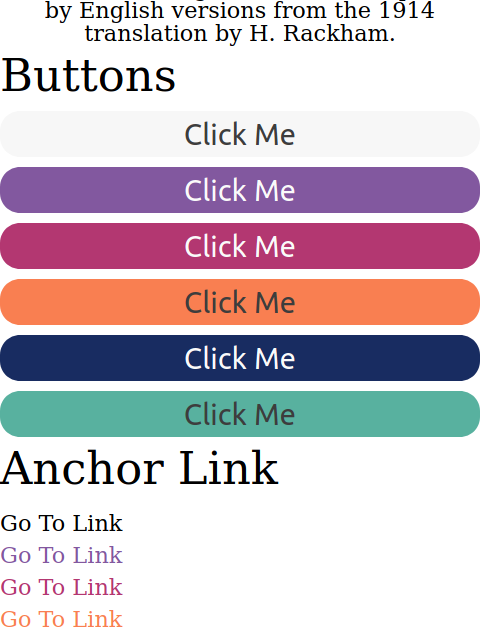 by English versions from the 1914
translation by H. Rackham.
Buttons
Click Me
Click Me
Click Me
Click Me
Click Me
Click Me
Anchor Link
Go To Link
Go To Link
Go To Link
Go To Link